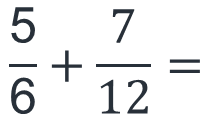 5/6 + 7/12 =